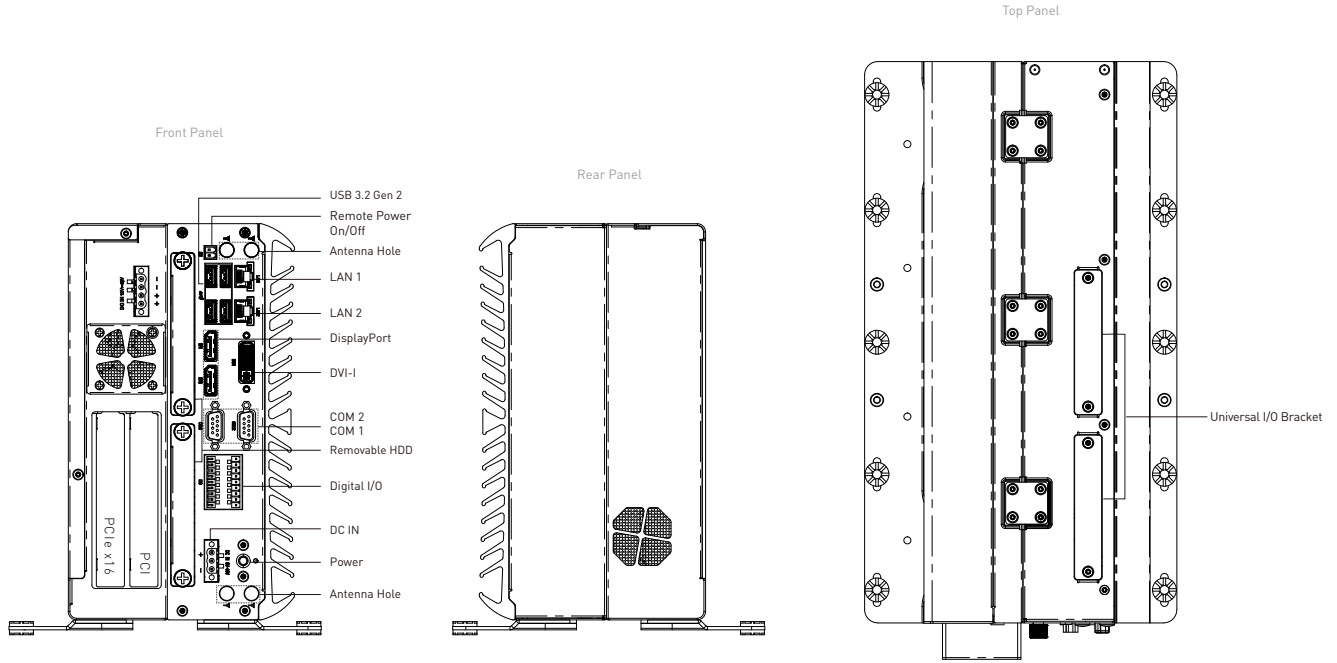 Top Panel
Front Panel
Rear Panel
USB 3.2 Gen 2
Remote Power
On/Off
Antenna Hole
LAN 1
LAN 2
DisplayPort
DVI-I
COM 2
COM 1
Removable HDD
Digital I/O
DC IN
Power
Antenna Hole
Universal I/O Bracket
PCIe x16
PCI